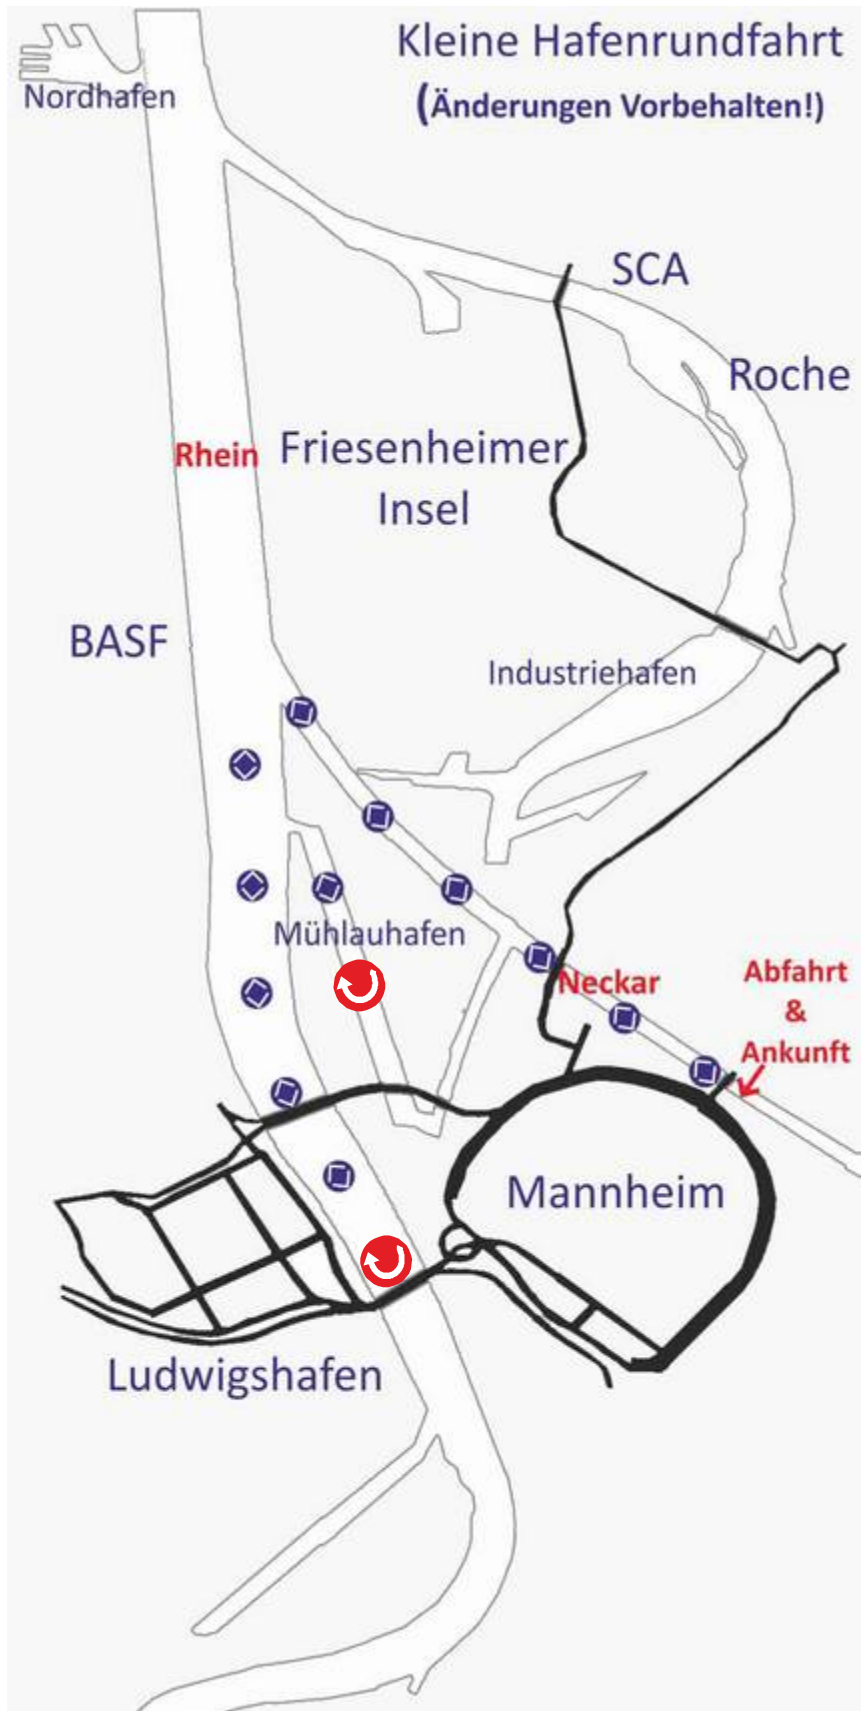 Kleine Hafenrundfahrt
(Änderungen Vorbehalten!)
Nordhafen
SCA
Roche
Rhein
Friesenheimer
Insel
BASF
Industriehafen
Mühlauhafen
Neckar
Abfahrt
&
Ankunft
Mannheim
Ludwigshafen